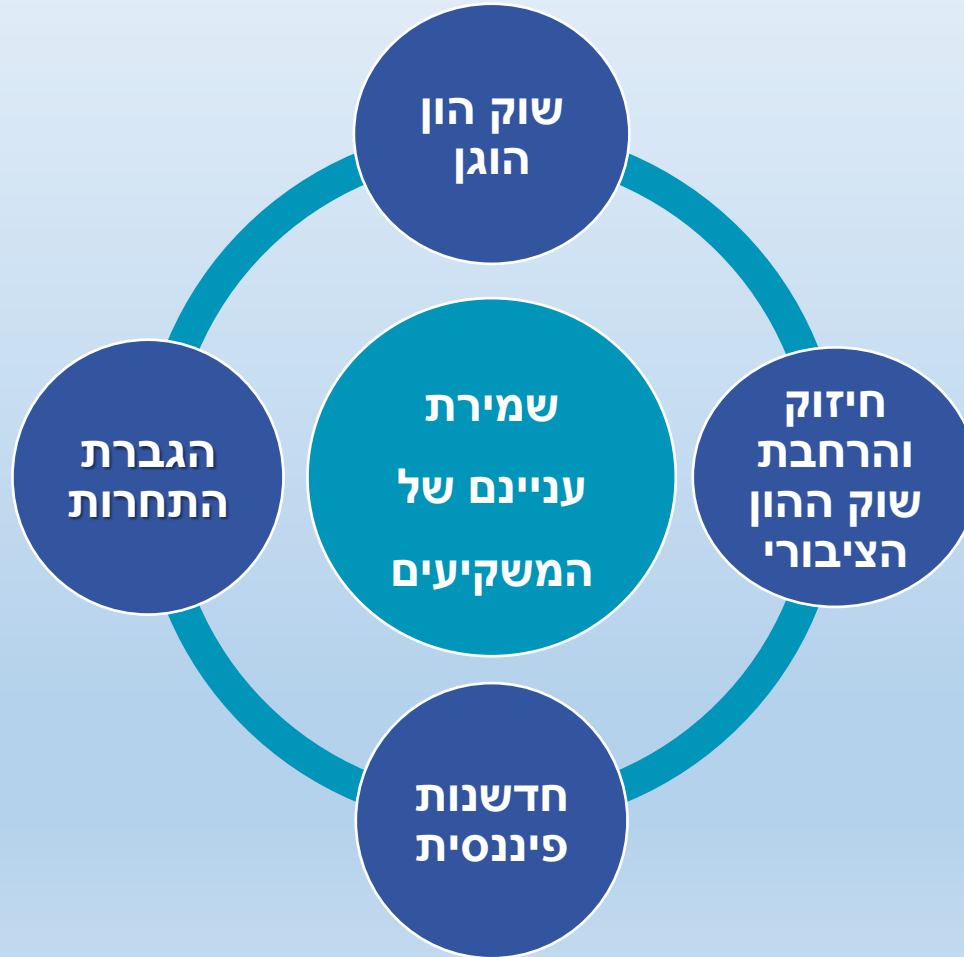 שוק הון
הוגן
חיזוק
והרחבת
שוק ההון
הציבורי
שמירת
עניינם של
המשקיעים
הגברת
התחרות
חדשנות
פיננסית